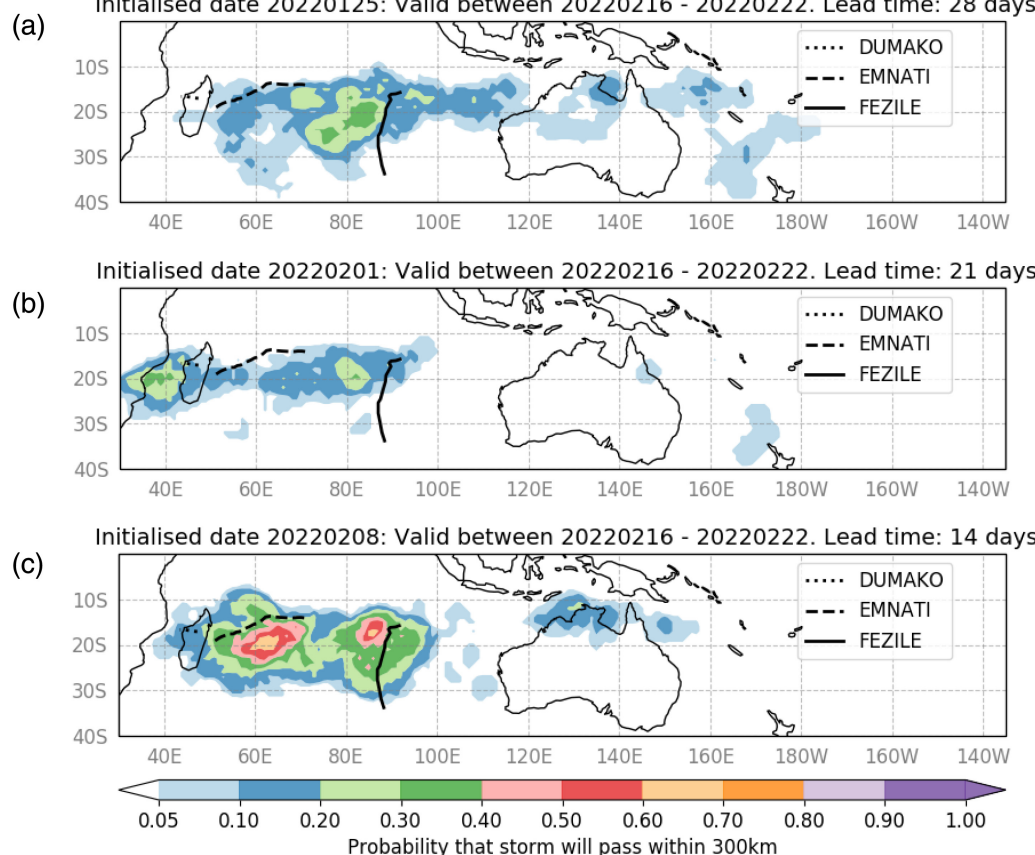 Initialised date 20220125: Valid between 20220216 - 20220222. Lead time: 28 days
(a)
DUMAKO
EMNATI
FEZILE
10S
20S
30S
40S
40E 60E 80E 100E 120E 140E 160E 180W 160W 140W
Initialised date 20220201: Valid between 20220216 - 20220222. Lead time: 21 days
(b)
DUMAKO
EMNATI
FEZILE
10S
20S
30S
40S
40E 60E 80E 100E 120E 140E 160E 180W 160W 140W
Initialised date 20220208: Valid between 20220216 - 20220222. Lead time: 14 days
(c)
DUMAKO
EMNATI
FEZILE
10S
20S
30S
40S
40E 60E 80E 100E 120E 140E 160E 180W 160W 140W
0.05 0.10 0.20 0.30 0.40 0.50 0.60 0.70 0.80 0.90 1.00
Probability that storm will pass within 300km